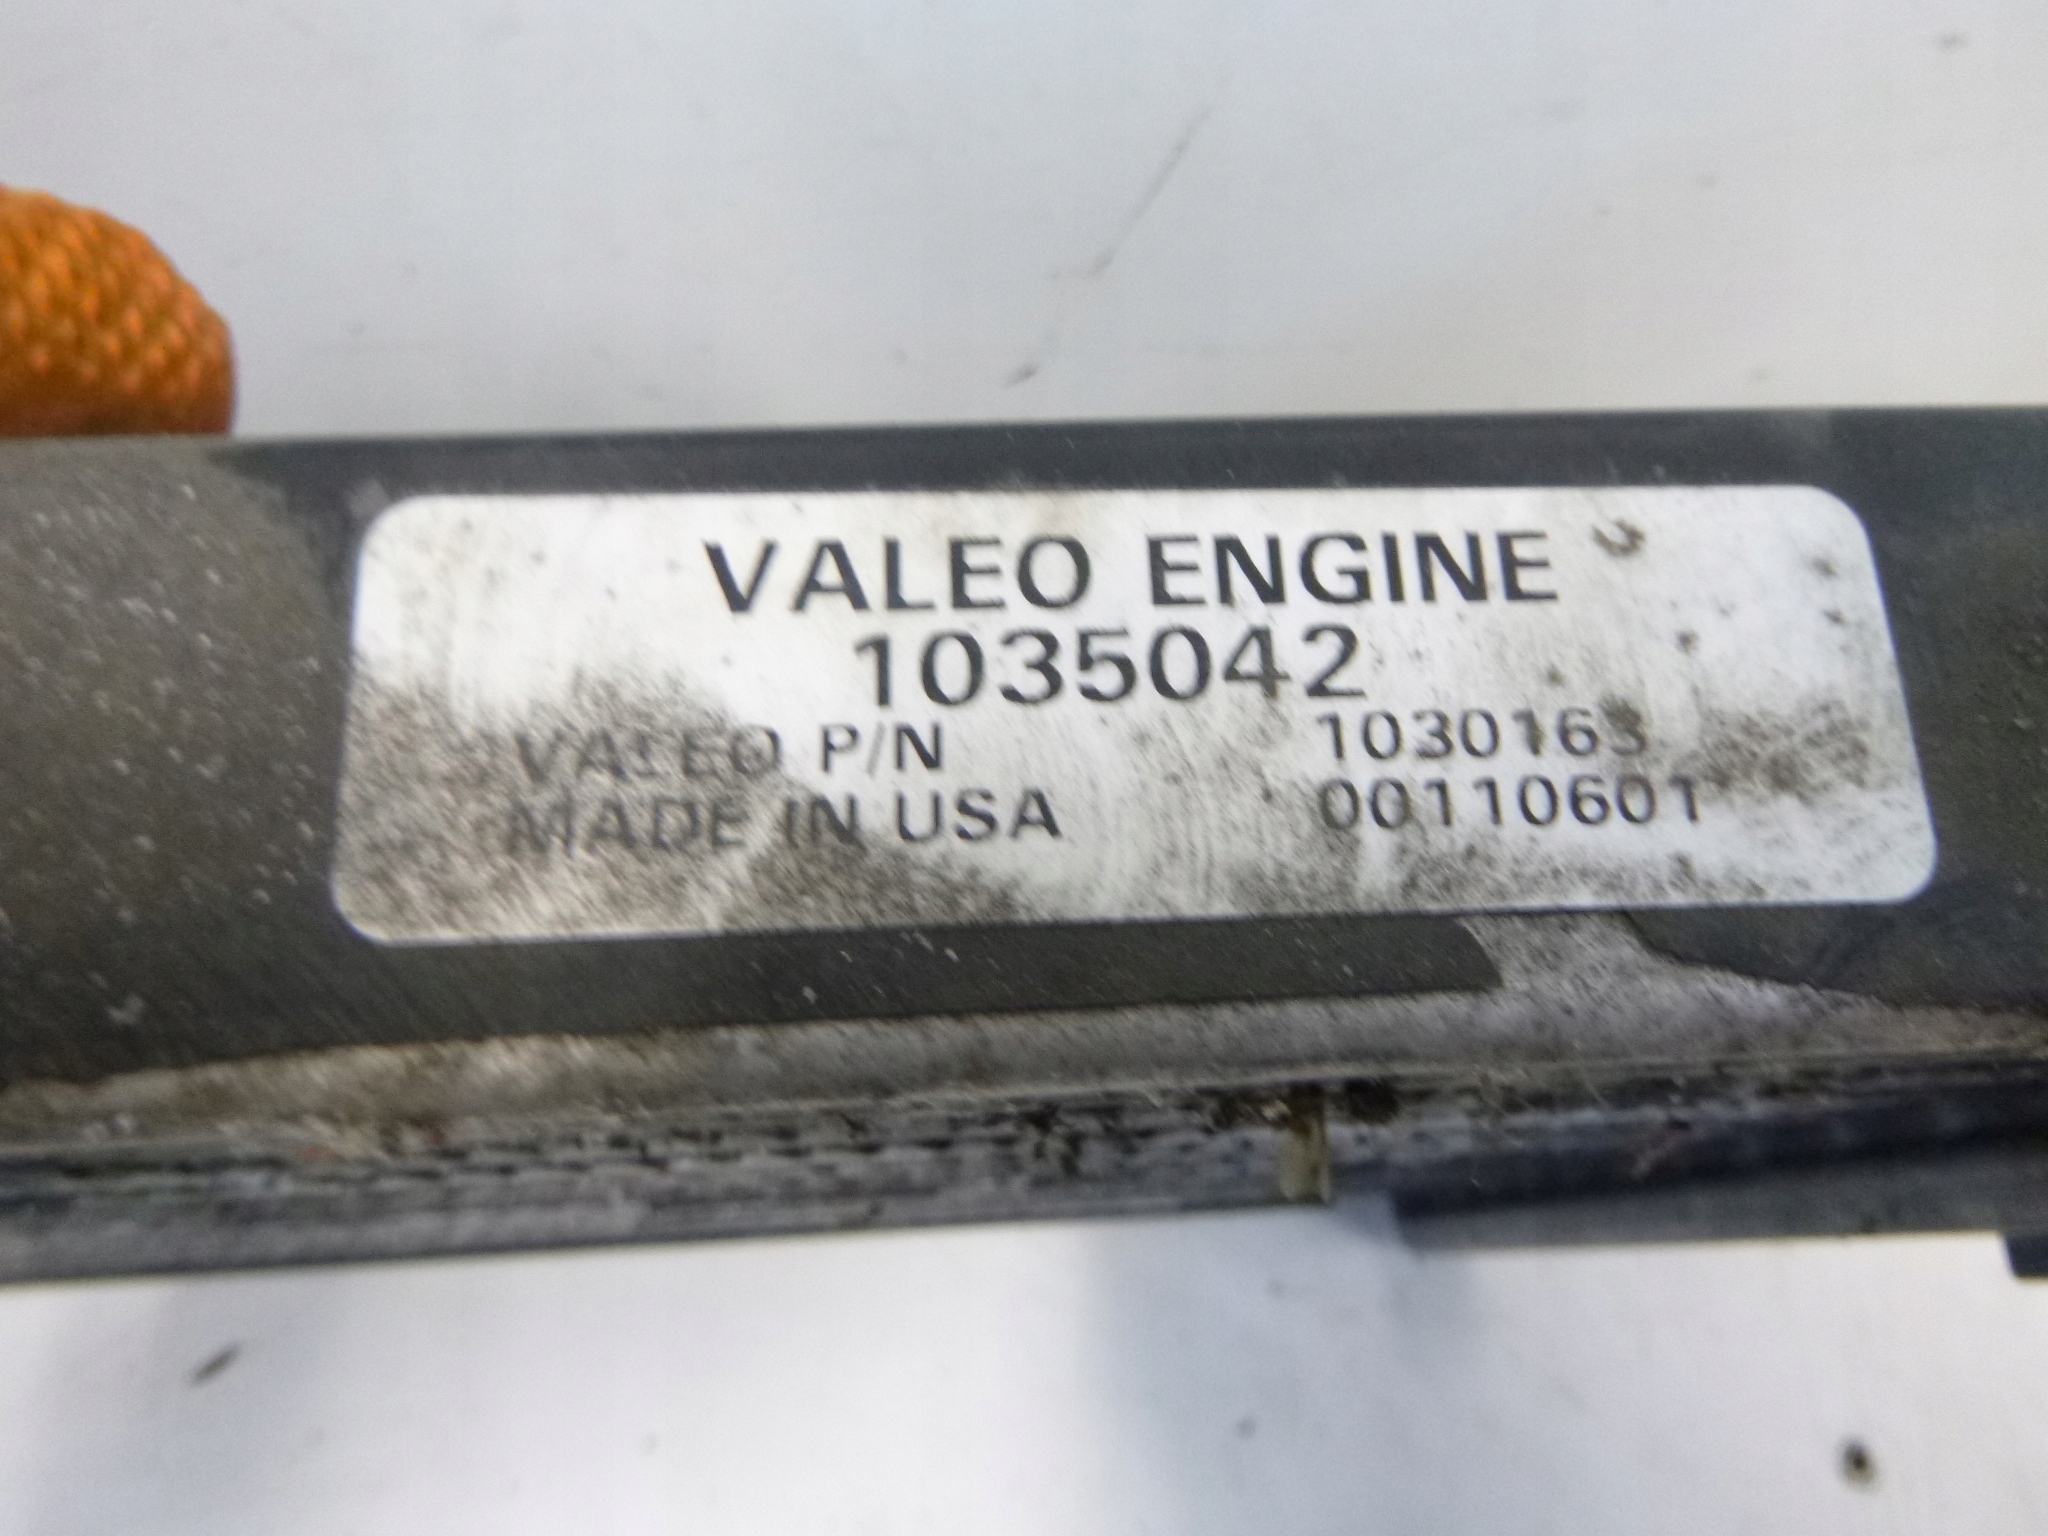 VALEO ENGINE
1035042
VALEO P/N 1030163
MADE IN USA 00110601